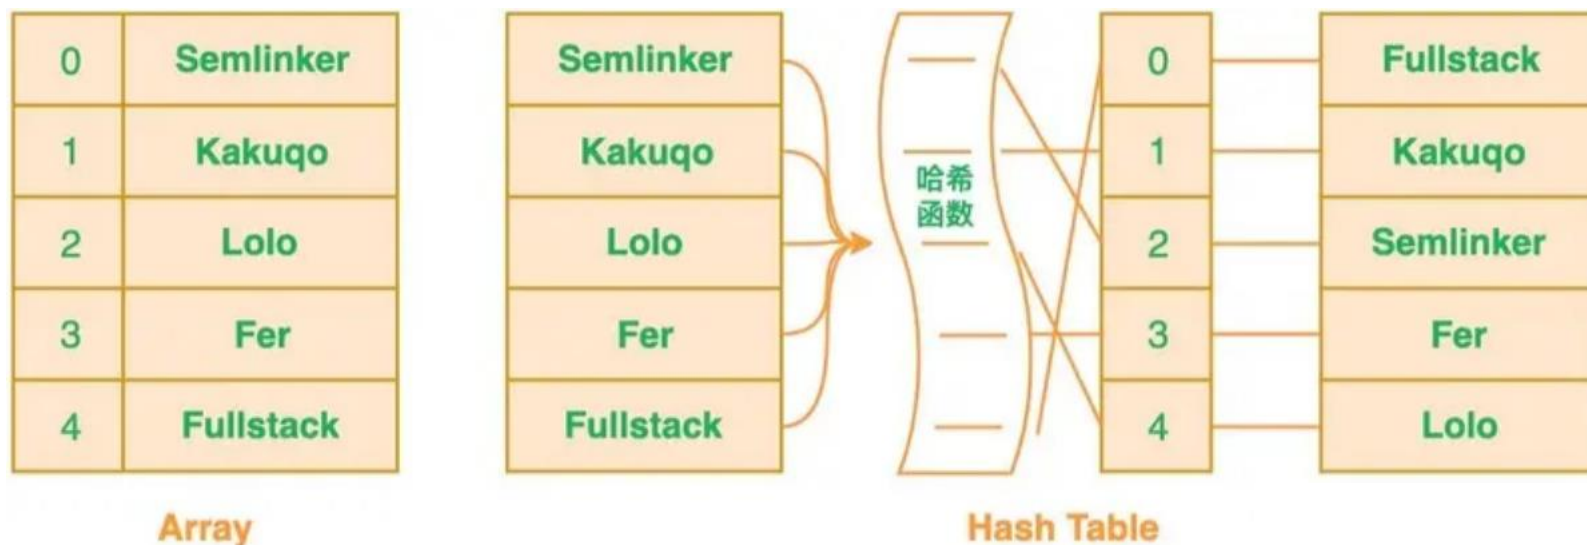 0 Semlinker
1 Kakuqo
2 Lolo
3 Fer
4 Fullstack
Array
Semlinker
Kakuqo
Lolo
Fer
Fullstack
哈希
函数
0 Fullstack
1 Kakuqo
2 Semlinker
3 Fer
4 Lolo
Hash Table